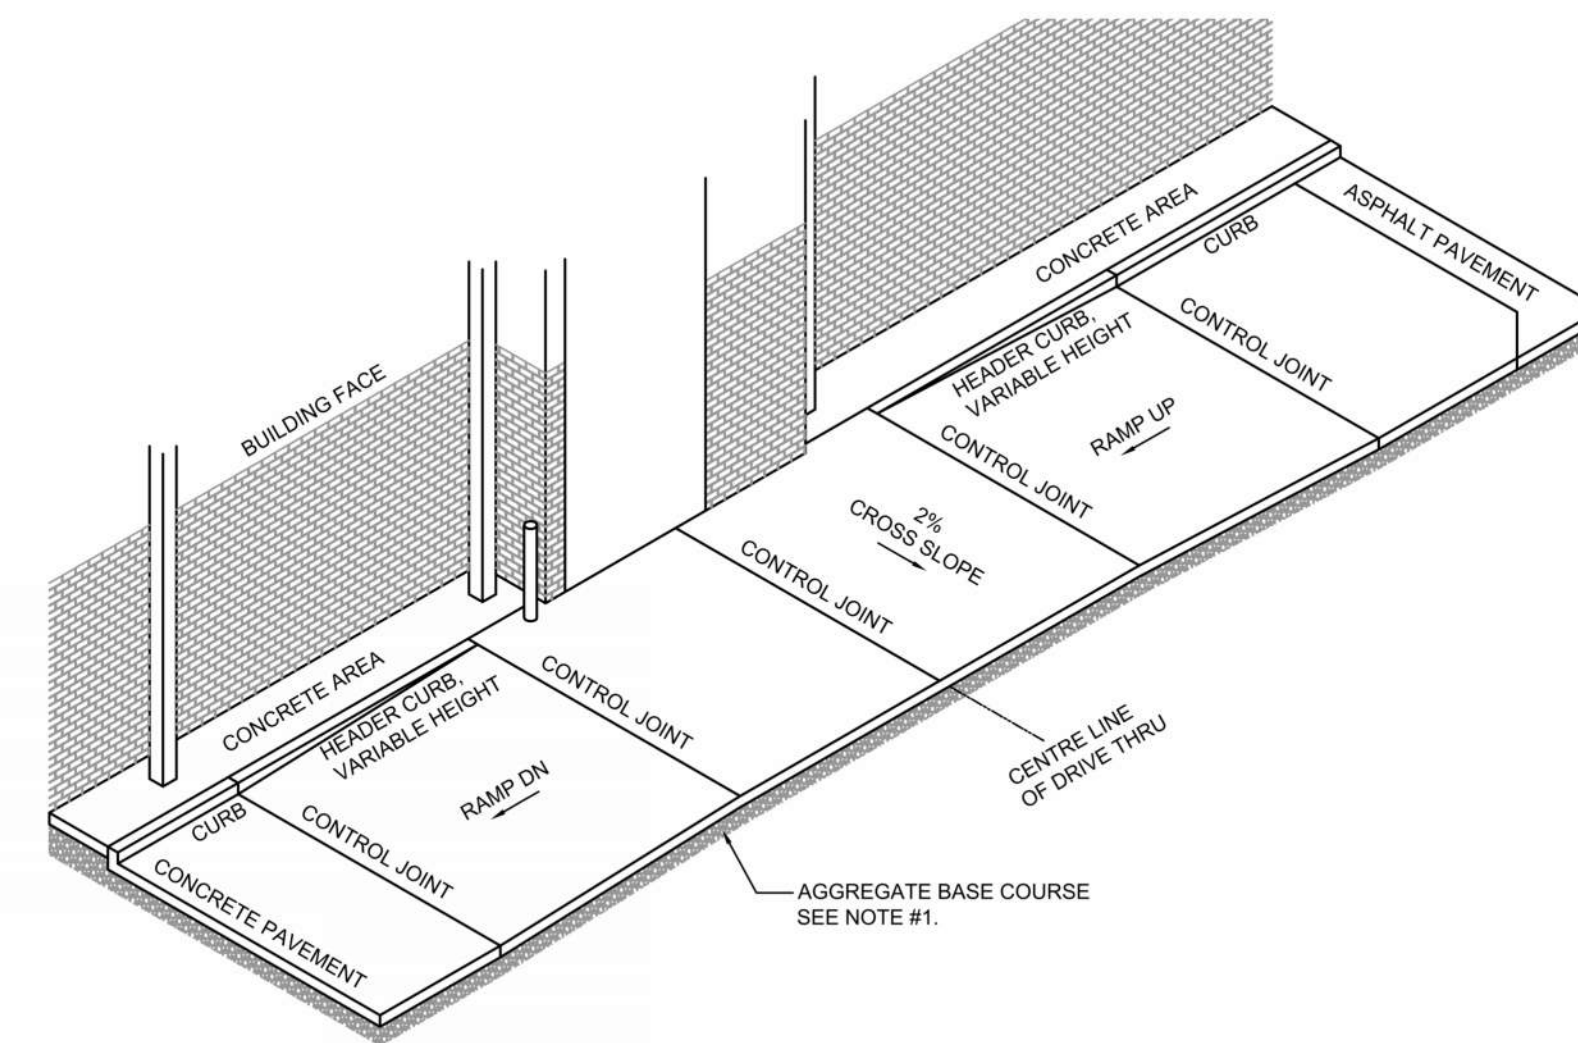 ASPHALT PAVEMENT
CONCRETE AREA
CURB
CONTROL JOINT
HEADER CURB,
VARIABLE HEIGHT
RAMP UP
BUILDING FACE
CONTROL JOINT
2%
CROSS SLOPE
CONTROL JOINT
CONTROL JOINT
CONCRETE AREA
HEADER CURB,
VARIABLE HEIGHT
CENTRE LINE
OF DRIVE THRU
RAMP DN
CURB
CONTROL JOINT
CONCRETE PAVEMENT
AGGREGATE BASE COURSE
SEE NOTE #1.